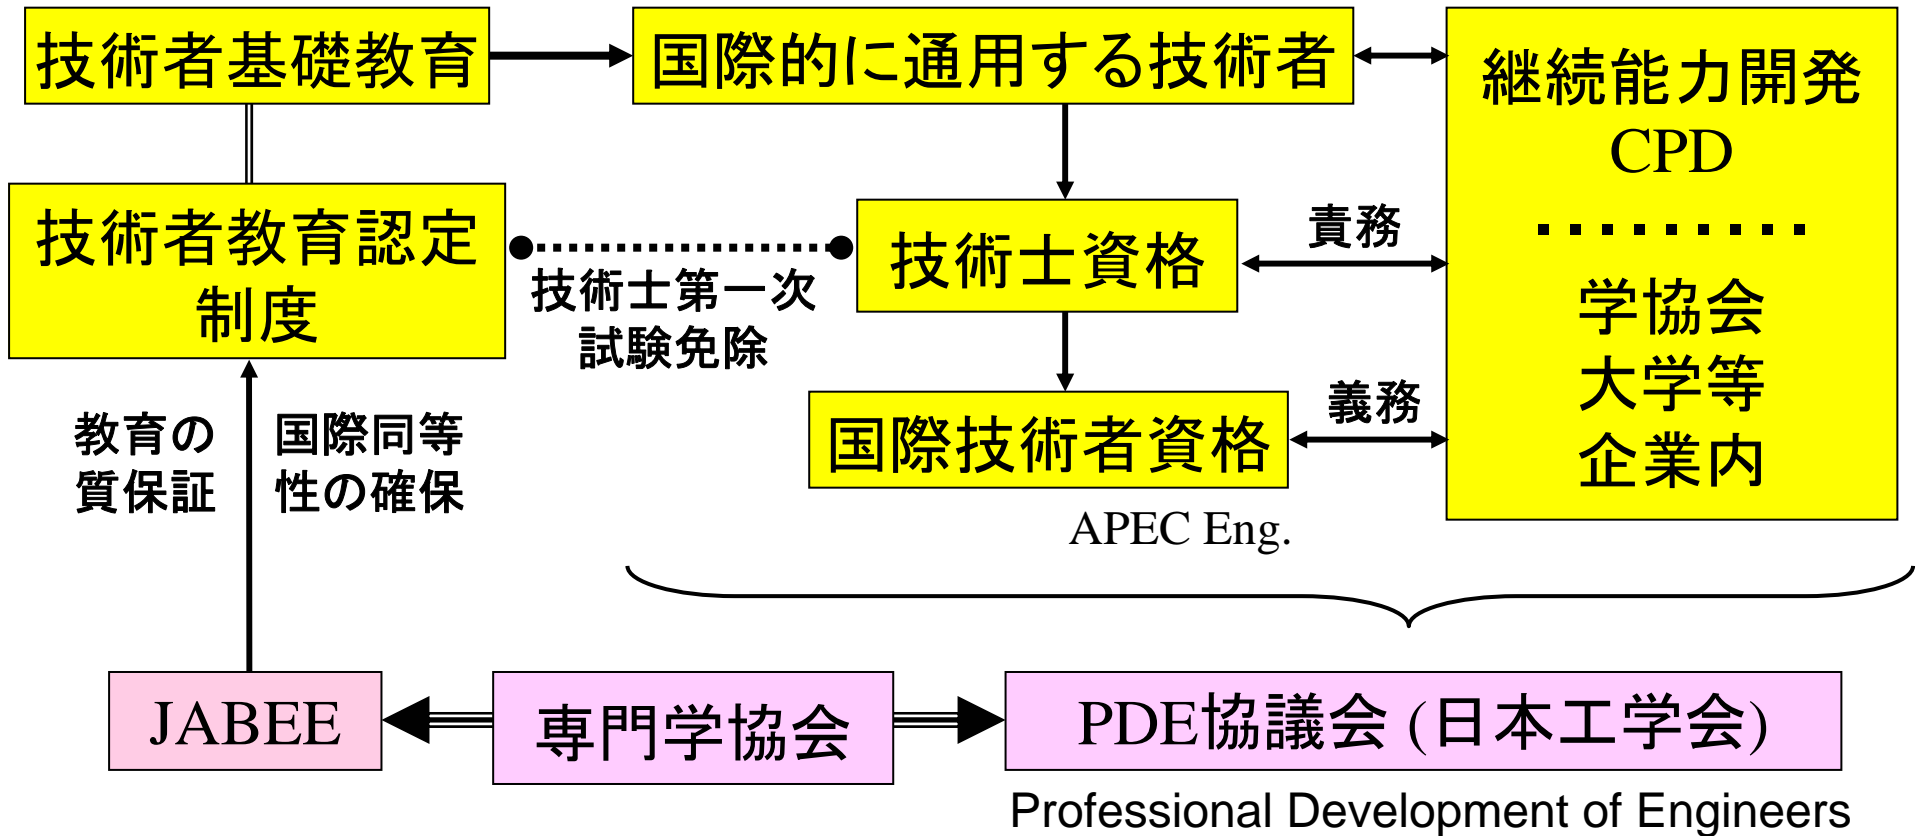 技術者基礎教育
国際的に通用する技術者
継続能力開発
CPD
学協会
大学等
企業内
技術者教育認定
制度
技術士第一次
試験免除
技術士資格
責務
国際技術者資格
義務
APEC Eng.
教育の
質保証
国際同等
性の確保
JABEE
専門学協会
PDE協議会 (日本工学会)
Professional Development of Engineers